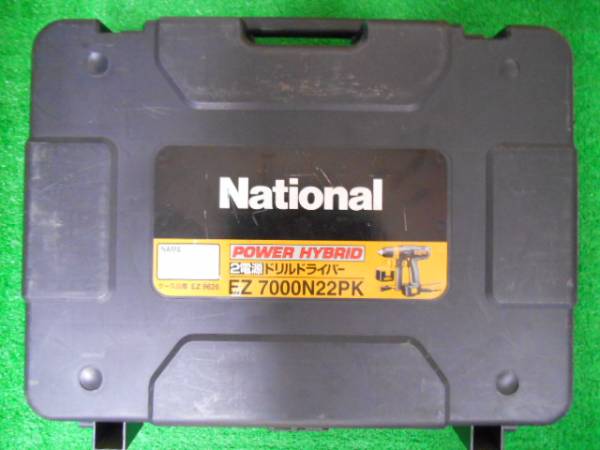 National
NAME
POWER HYBRID
2電源ドリルドライバー
ケース品番 EZ 9626
EZ 7000N22PK